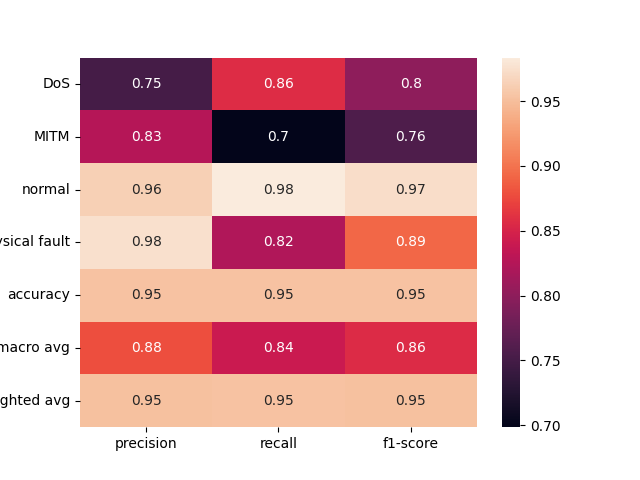 DoS 0.75 0.86 0.8
MITM 0.83 0.7 0.76
normal 0.96 0.98 0.97
ysical fault 0.98 0.82 0.89
accuracy 0.95 0.95 0.95
macro avg 0.88 0.84 0.86
ghted avg 0.95 0.95 0.95
precision recall f1-score
0.95
0.90
0.85
0.80
0.75
0.70